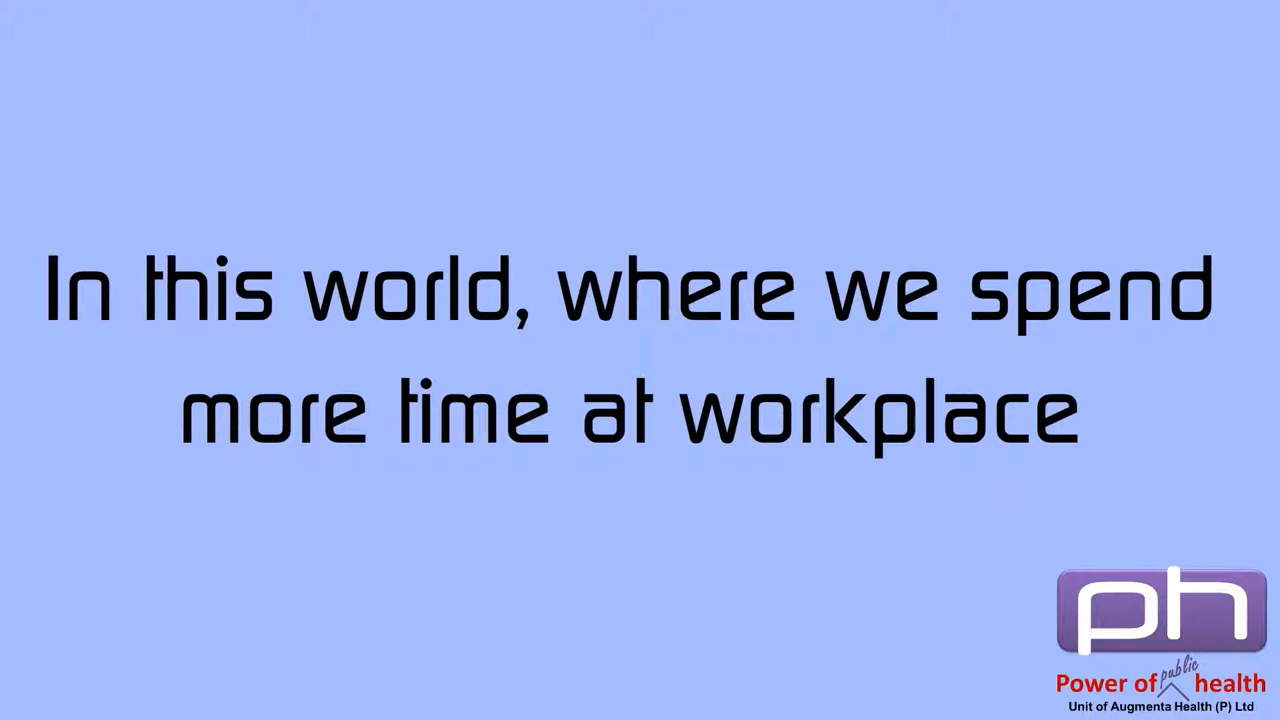 In this world, where we spend
more time at workplace
ph
public
Power of health
Unit of Augmenta Health (P) Ltd